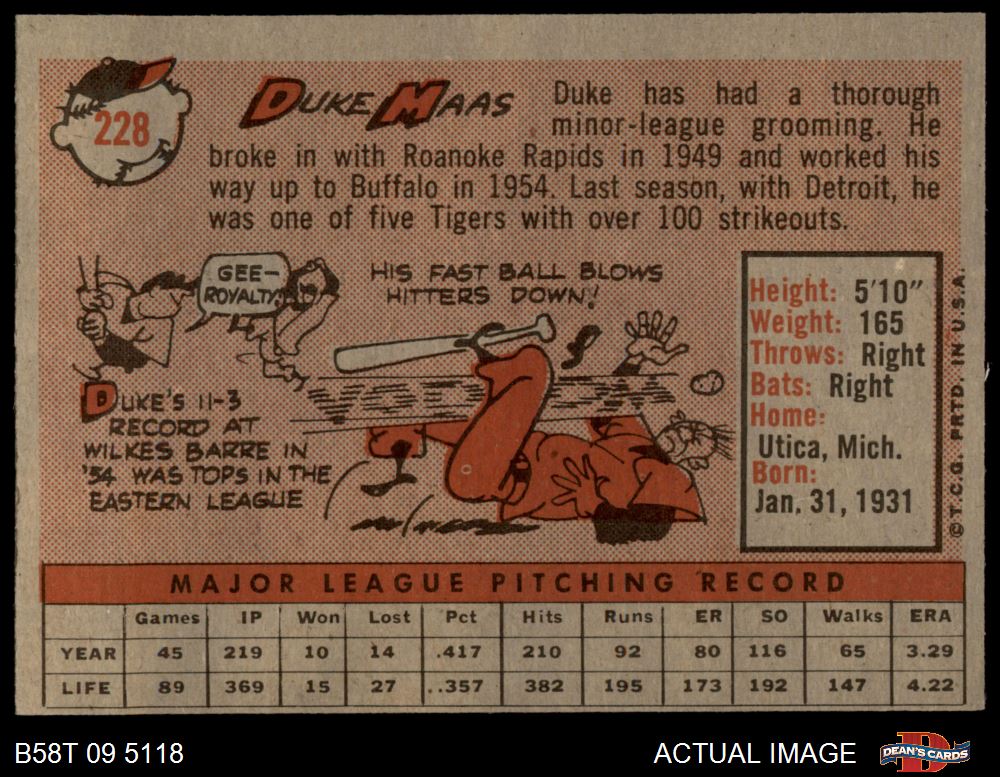 228
DUKE MAAS
Duke has had a thorough
minor-league grooming. He
broke in with Roanoke Rapids in 1949 and worked his
way up to Buffalo in 1954. Last season, with Detroit, he
was one of five Tigers with over 100 strikeouts.
GEE-
ROYALTY!
HIS FAST BALL BLOWS
HITTERS DOWN!
DUKE'S 11-3
RECORD AT
WILKES BARRE IN
'54 WAS TOPS IN THE
EASTERN LEAGUE
Height: 5'10"
Weight: 165
Throws: Right
Bats: Right
Home:
Utica, Mich.
Born:
Jan. 31, 1931
© T.C.G. PRTD. IN U.S.A.
MAJOR LEAGUE PITCHING RECORD
Games IP Won Lost Pct Hits Runs ER SO Walks ERA
YEAR 45 219 10 14 .417 210 92 80 116 65 3.29
LIFE 89 369 15 27 ..357 382 195 173 192 147 4.22
B58T 09 5118
ACTUAL IMAGE
D
DEAN'S CARDS